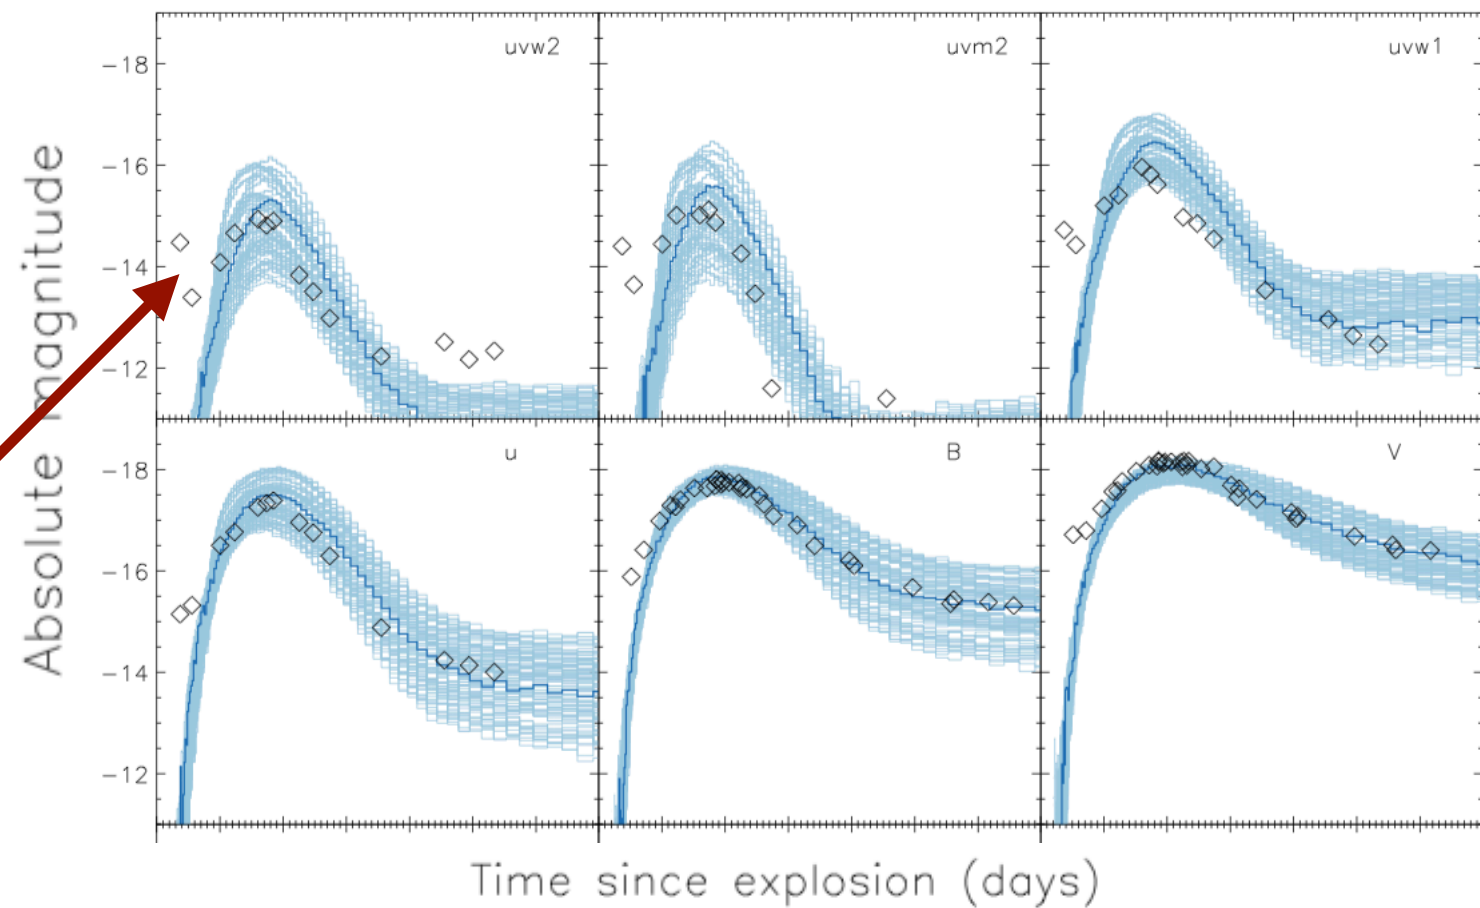 uvw2
uvm2
uvw1
−18
−16
−14
−12
Absolute magnitude
u
B
V
−18
−16
−14
−12
Time since explosion (days)